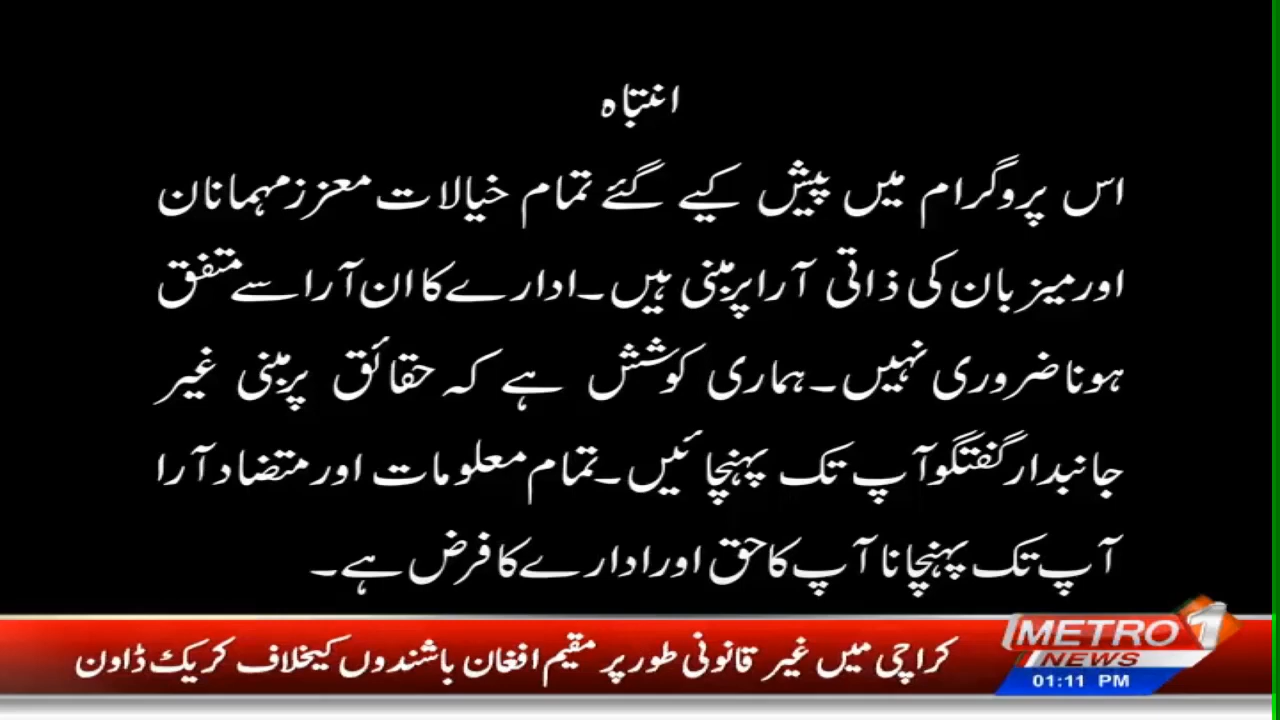 انتباہ
اس پروگرام میں پیش کیے گئے تمام خیالات معزز مہمانان
اور میزبان کی ذاتی آرا پر مبنی ہیں۔ ادارے کا ان آرا سے متفق
ہونا ضروری نہیں۔ ہماری کوشش ہے کہ حقائق پر مبنی غیر
جانبدار گفتگو آپ تک پہنچائیں۔ تمام معلومات اور متضاد آرا
آپ تک پہنچانا آپ کا حق اور ادارے کا فرض ہے۔
کراچی میں غیر قانونی طور پر مقیم افغان باشندوں کیخلاف کریک ڈاون
METRO 1
NEWS
01:11 PM